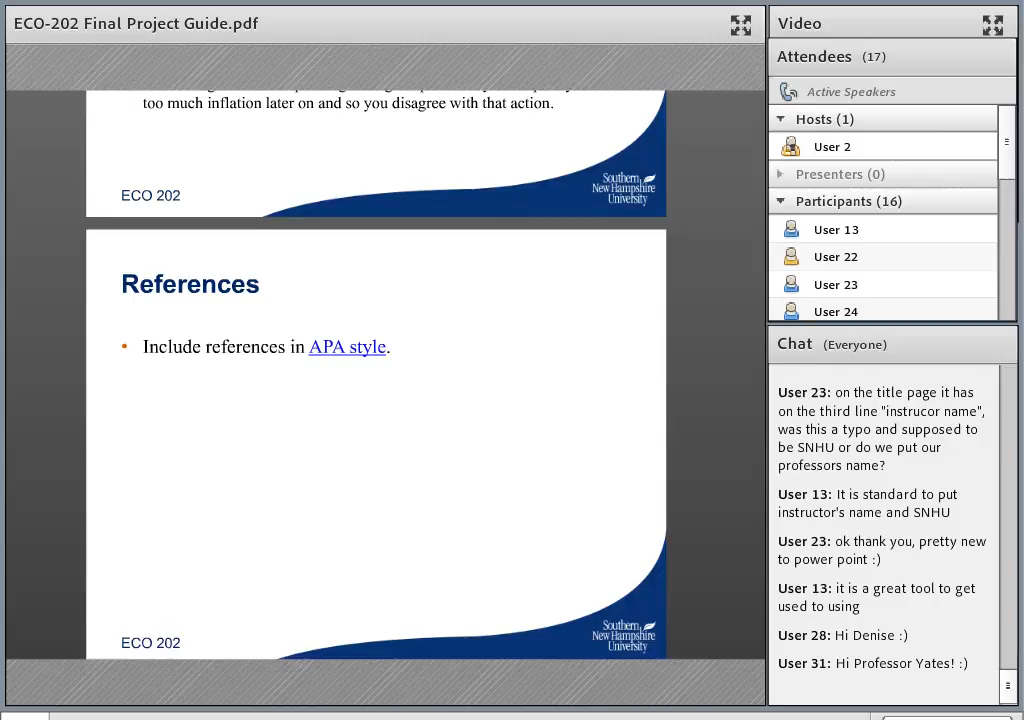 ECO-202 Final Project Guide.pdf
too much inflation later on and so you disagree with that action.
ECO 202
Southern
New Hampshire
University
References
• Include references in APA style.
ECO 202
Southern
New Hampshire
University
Video
Attendees (17)
Active Speakers
Hosts (1)
User 2
Presenters (0)
Participants (16)
User 13
User 22
User 23
User 24
Chat (Everyone)
User 23: on the title page it has
on the third line "instrucor name",
was this a typo and supposed to
be SNHU or do we put our
professors name?
User 13: It is standard to put
instructor's name and SNHU
User 23: ok thank you, pretty new
to power point :)
User 13: it is a great tool to get
used to using
User 28: Hi Denise :)
User 31: Hi Professor Yates! :)